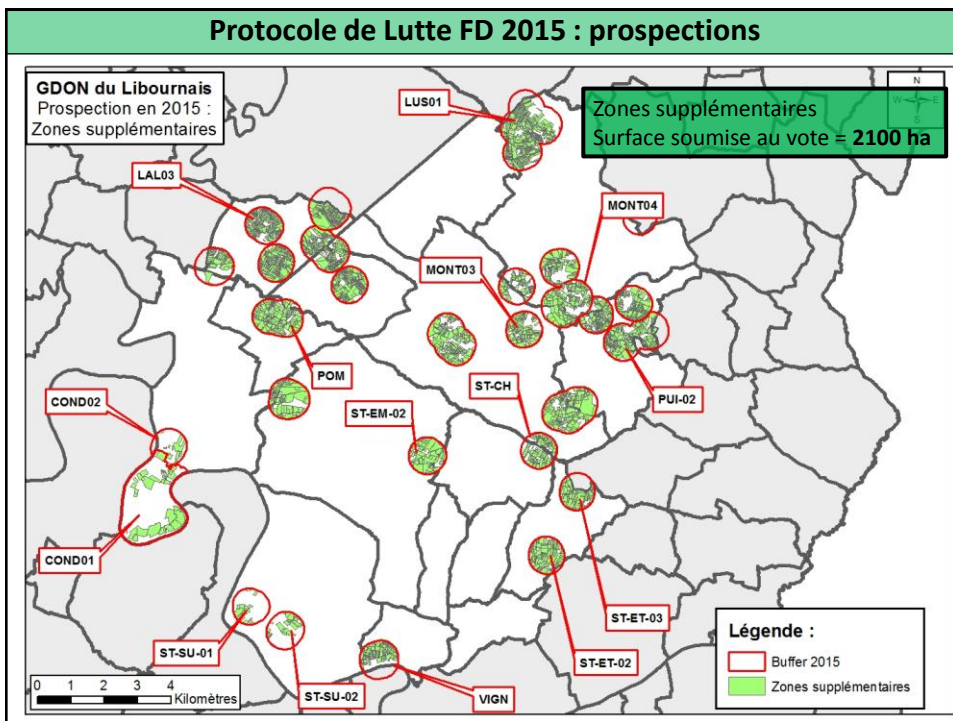 Protocole de Lutte FD 2015 : prospections
GDON du Libournais
Prospection en 2015 :
Zones supplémentaires
LUS01
Zones supplémentaires
Surface soumise au vote = 2100 ha
N
W
E
S
LAL03
MONT04
MONT03
POM
ST-CH
PUI-02
COND02
ST-EM-02
COND01
ST-ET-03
ST-SU-01
ST-ET-02
ST-SU-02
VIGN
Légende :
Buffer 2015
Zones supplémentaires
0 1 2 3 4
Kilomètres